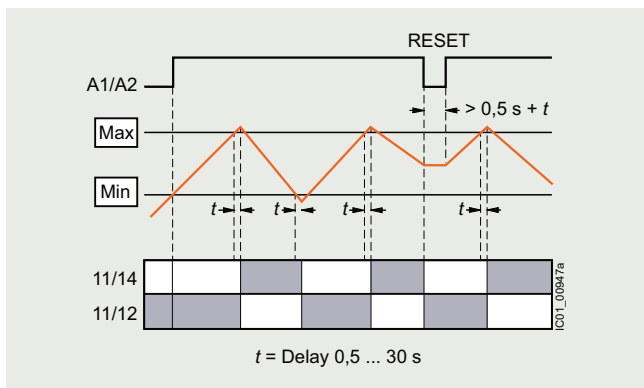 RESET
A1/A2
> 0,5 s + t
Max
Min
t
t
t
t
11/14
11/12
IC01_00947a
t = Delay 0,5 ... 30 s